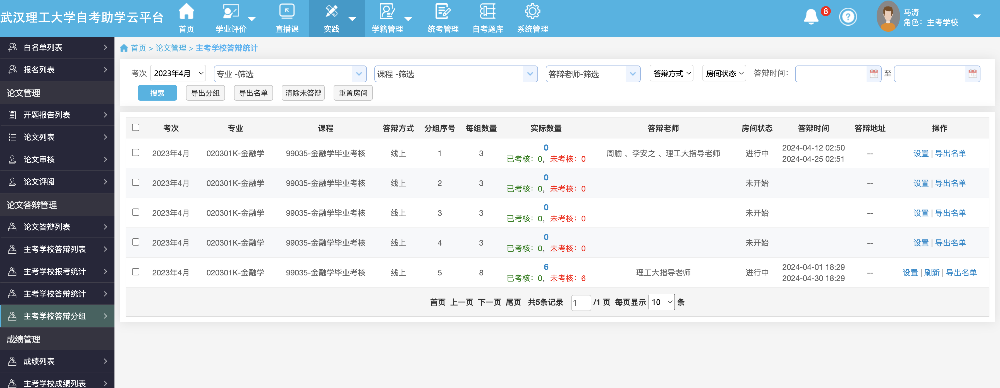 武汉理工大学自考助学云平台
首页
学业评价
直播课
实践
学籍管理
统考管理
自考题库
系统管理
8
?
马涛
角色：主考学校
白名单列表
报名列表
论文管理
开题报告列表
论文列表
论文审核
论文评阅
论文答辩管理
论文答辩列表
主考学校答辩列表
主考学校报考统计
主考学校答辩统计
主考学校答辩分组
成绩管理
成绩列表
主考学校成绩列表
首页 > 论文管理 > 主考学校答辩统计
考次 2023年4月 专业 -筛选 课程 -筛选 答辩老师-筛选 答辩方式 房间状态 答辩时间： 至
搜索 导出分组 导出名单 清除未答辩 重置房间
考次 专业 课程 答辩方式 分组序号 每组数量 实际数量 答辩老师 房间状态 答辩时间 答辩地址 操作
2023年4月 020301K-金融学 99035-金融学毕业考核 线上 1 3 0 已考核：0，未考核：0 周腧 、李安之 、理工大指导老师 进行中 2024-04-12 02:50 2024-04-25 02:51 -- 设置 | 导出名单
2023年4月 020301K-金融学 99035-金融学毕业考核 线上 2 3 0 已考核：0，未考核：0 未开始 -- 设置 | 导出名单
2023年4月 020301K-金融学 99035-金融学毕业考核 线上 3 3 0 已考核：0，未考核：0 未开始 -- 设置 | 导出名单
2023年4月 020301K-金融学 99035-金融学毕业考核 线上 4 3 0 已考核：0，未考核：0 未开始 -- 设置 | 导出名单
2023年4月 020301K-金融学 99035-金融学毕业考核 线上 5 8 6 已考核：0，未考核：6 理工大指导老师 进行中 2024-04-01 18:29 2024-04-30 18:29 -- 设置 | 刷新 | 导出名单
首页 上一页 下一页 尾页 共5条记录 1 /1 页 每页显示 10 条